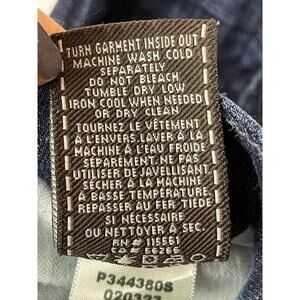 TURN GARMENT INSIDE OUT
MACHINE WASH COLD
SEPARATELY
DO NOT BLEACH
TUMBLE DRY LOW
IRON COOL WHEN NEEDED
OR DRY CLEAN
TOURNEZ LE VÊTEMENT
À L'ENVERS LAVER À LA
MACHINE À L'EAU FROIDE
SÉPARÉMENT. NE PAS
UTILISER DE JAVELLISANT.
SÉCHER À LA MACHINE
À BASSE TEMPÉRATURE
REPASSER AU FER TIÈDE
SI NÉCESSAIRE
OU NETTOYER À SEC.
RN# 115561
CA#
P344380S